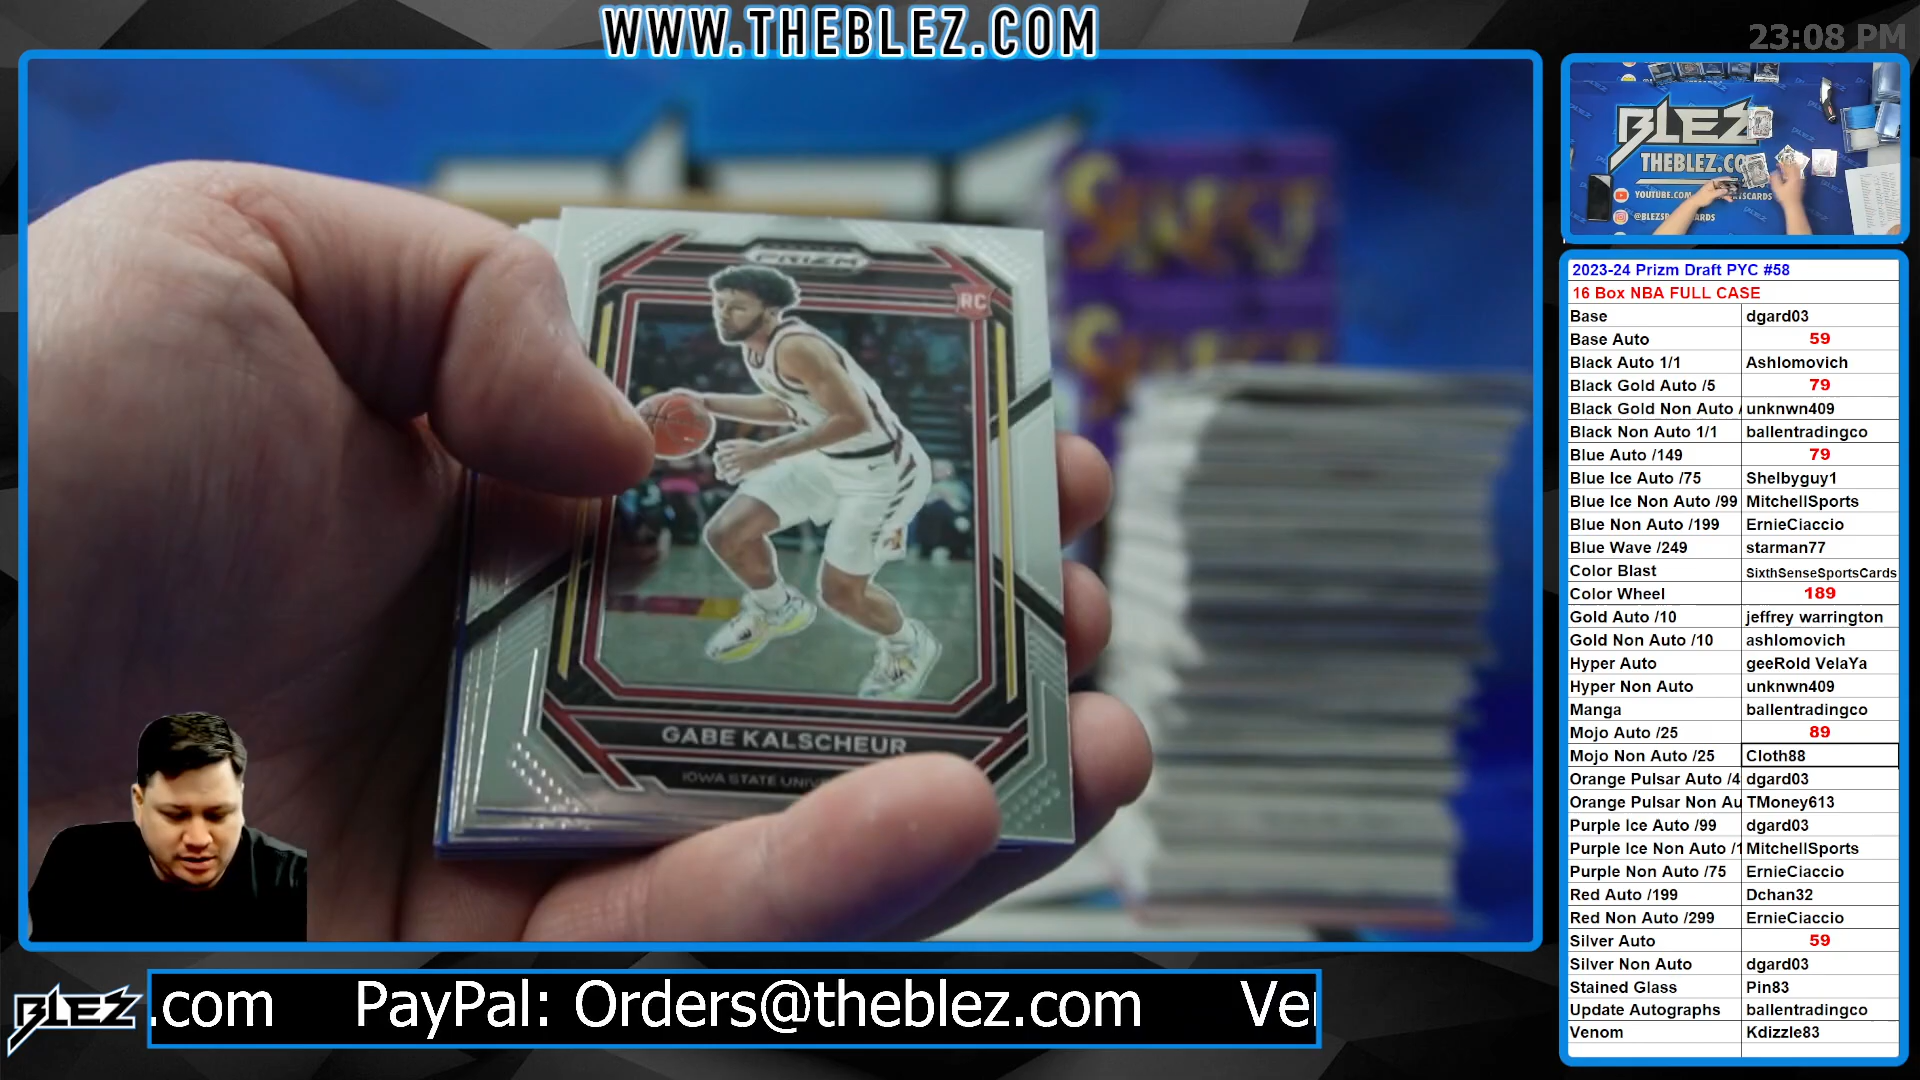 WWW.THEBLEZ.COM
23:08 PM
BLEZ
THEBLEZ.CO
YOUTUBE.COM
SCARDS
@BLEZSP
ARDS
PRIZM
RC
GABE KALSCHEUR
IOWA STATE UNIV
2023-24 Prizm Draft PYC #58
16 Box NBA FULL CASE
Base dgard03
Base Auto 59
Black Auto 1/1 Ashlomovich
Black Gold Auto /5 79
Black Gold Non Auto / unknwn409
Black Non Auto 1/1 ballentradingco
Blue Auto /149 79
Blue Ice Auto /75 Shelbyguy1
Blue Ice Non Auto /99 MitchellSports
Blue Non Auto /199 ErnieCiaccio
Blue Wave /249 starman77
Color Blast SixthSenseSportsCards
Color Wheel 189
Gold Auto /10 jeffrey warrington
Gold Non Auto /10 ashlomovich
Hyper Auto geeRold VelaYa
Hyper Non Auto unknwn409
Manga ballentradingco
Mojo Auto /25 89
Mojo Non Auto /25 Cloth88
Orange Pulsar Auto /4 dgard03
Orange Pulsar Non Au TMoney613
Purple Ice Auto /99 dgard03
Purple Ice Non Auto /1 MitchellSports
Purple Non Auto /75 ErnieCiaccio
Red Auto /199 Dchan32
Red Non Auto /299 ErnieCiaccio
Silver Auto 59
Silver Non Auto dgard03
Stained Glass Pin83
Update Autographs ballentradingco
Venom Kdizzle83
BLEZ
.com PayPal: Orders@theblez.com Ve